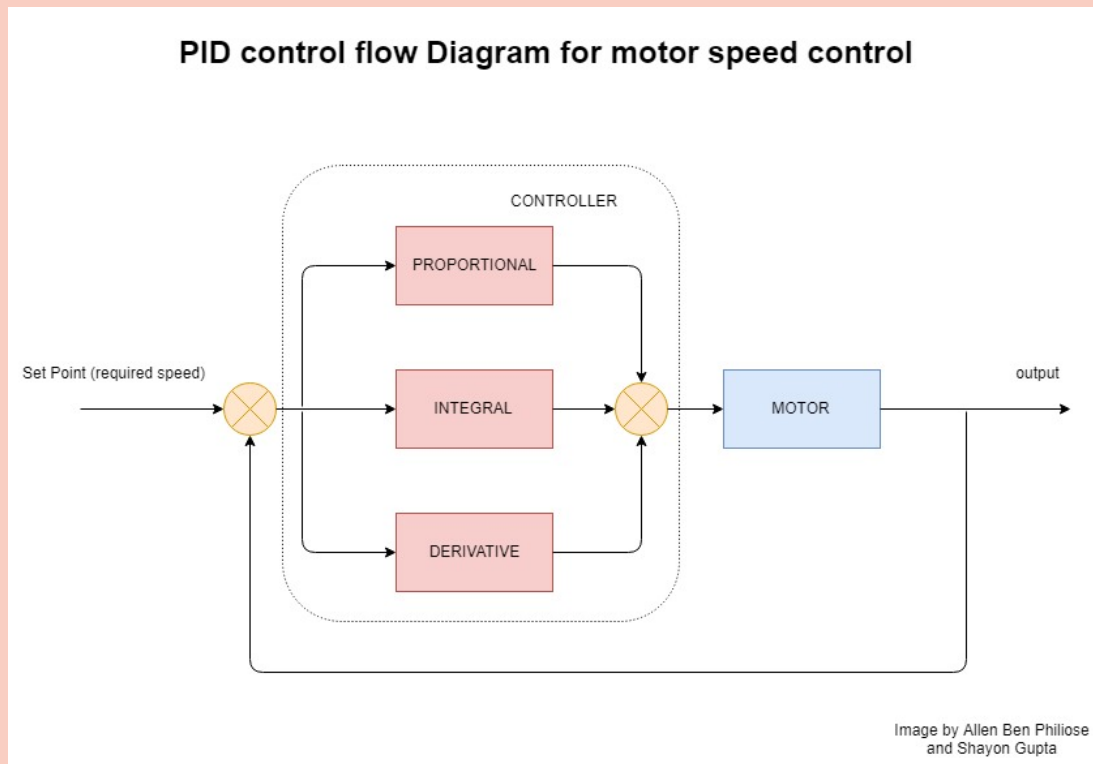 PID control flow Diagram for motor speed control
CONTROLLER
PROPORTIONAL
Set Point (required speed)
INTEGRAL
MOTOR
output
DERIVATIVE
Image by Allen Ben Philiose
and Shayon Gupta